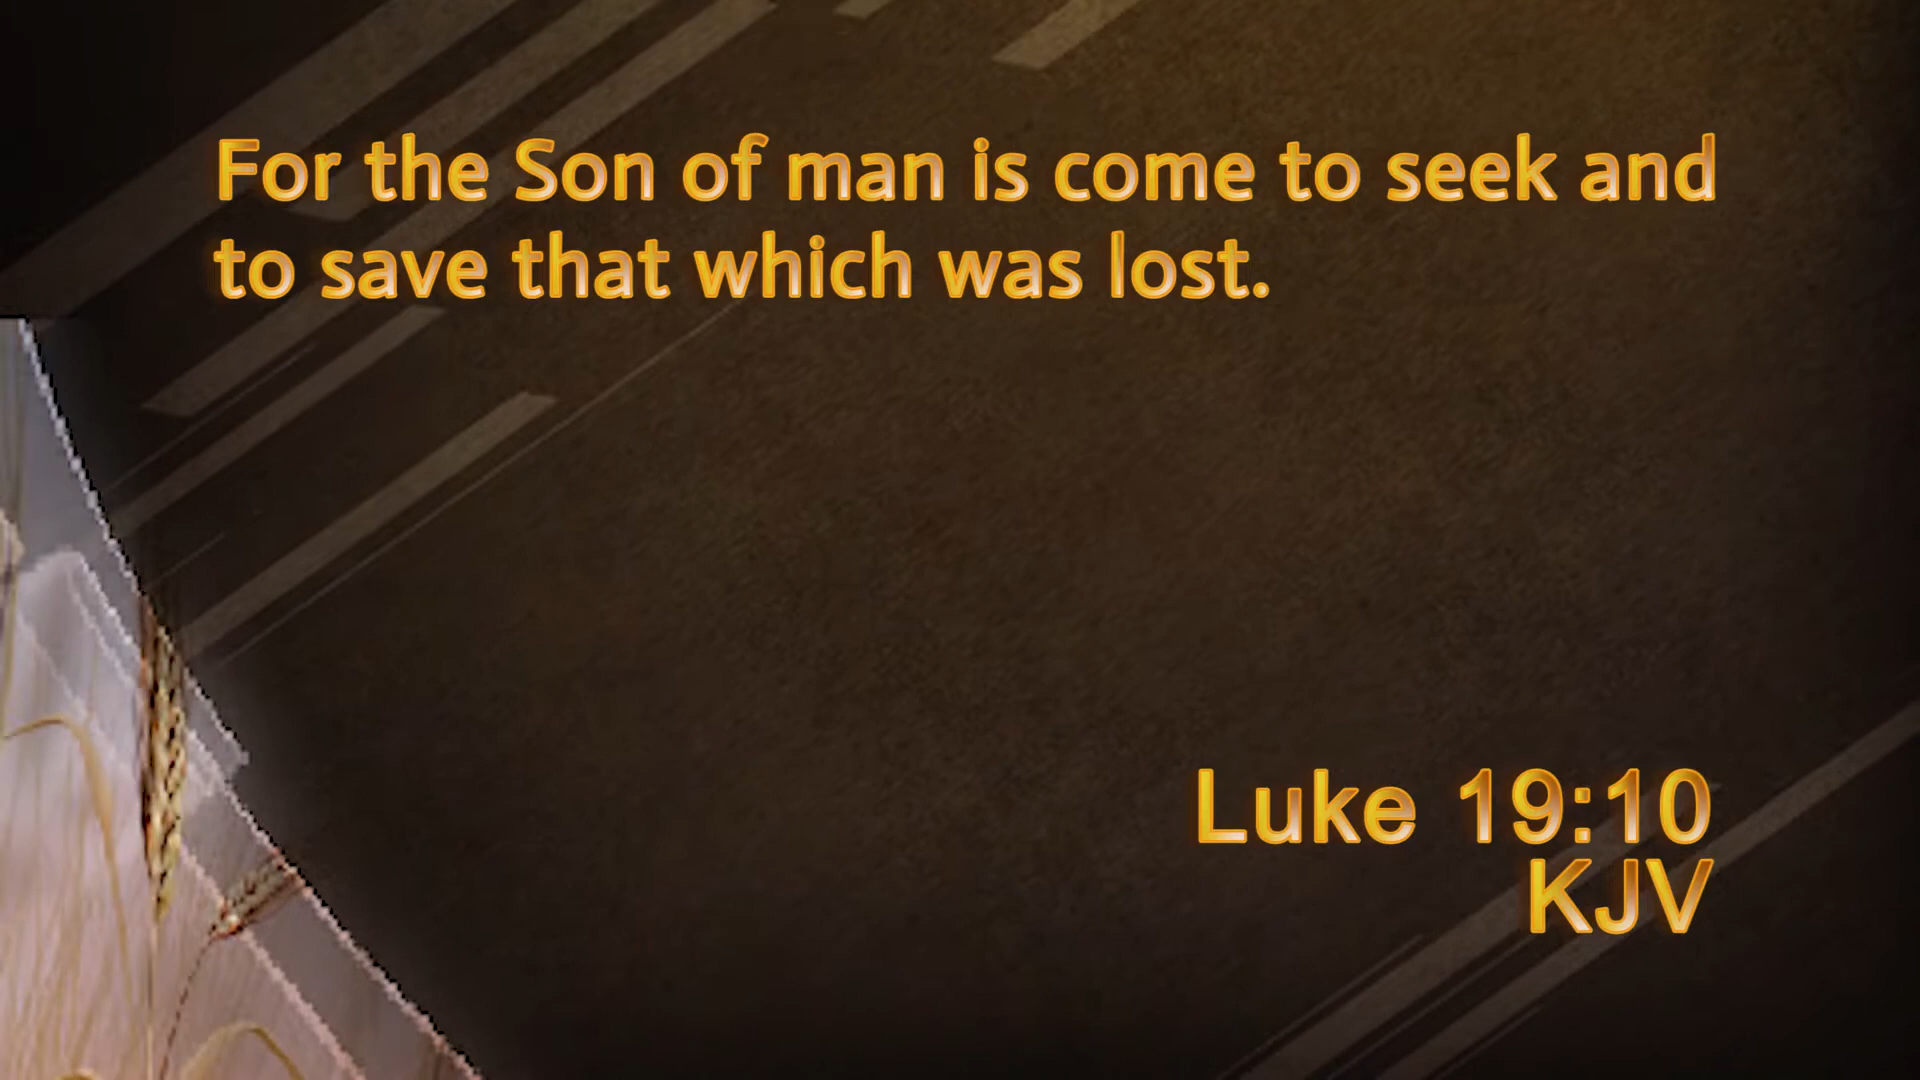 For the Son of man is come to seek and
to save that which was lost.
Luke 19:10
KJV